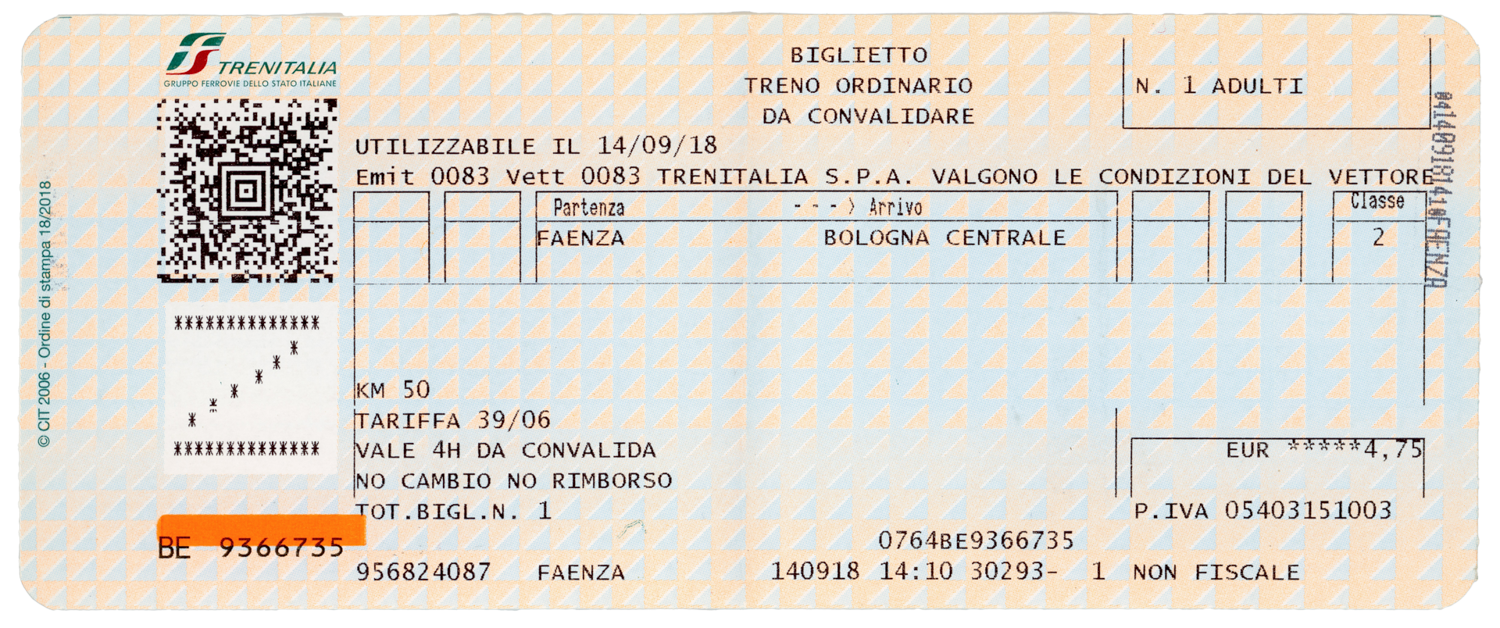 TRENITALIA
GRUPPO FERROVIE DELLO STATO ITALIANE
BIGLIETTO
TRENO ORDINARIO
DA CONVALIDARE
N. 1 ADULTI
UTILIZZABILE IL 14/09/18
Emit 0083 Vett 0083 TRENITALIA S.P.A. VALGONO LE CONDIZIONI DEL VETTORE
Partenza - - - > Arrivo Classe
FAENZA BOLOGNA CENTRALE 2
**************
*
*
*
*
*
*
**************
KM 50
TARIFFA 39/06
VALE 4H DA CONVALIDA
EUR *****4,75
NO CAMBIO NO RIMBORSO
TOT.BIGL.N. 1
P.IVA 05403151003
BE 9366735
0764BE9366735
956824087 FAENZA 140918 14:10 30293- 1 NON FISCALE
© CIT 2006 - Ordine di stampa 18/2018
FAENZA